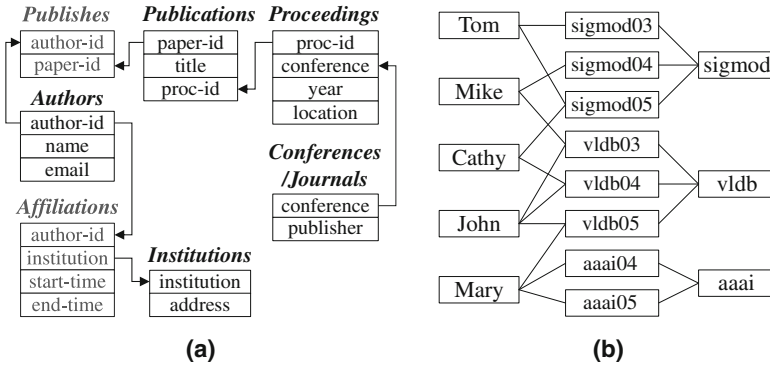 Publishes
author-id
paper-id
Publications
paper-id
title
proc-id
Proceedings
proc-id
conference
year
location
Authors
author-id
name
email
Conferences
/Journals
conference
publisher
Affiliations
author-id
institution
start-time
end-time
Institutions
institution
address
(a)
Tom
Mike
Cathy
John
Mary
sigmod03
sigmod04
sigmod05
vldb03
vldb04
vldb05
aaai04
aaai05
sigmod
vldb
aaai
(b)